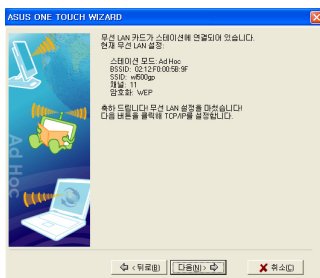 ASUS ONE TOUCH WIZARD
무선 LAN 카드가 스테이션에 연결되어 있습니다.
현재 무선 LAN 설정:
스테이션 모드: Ad Hoc
BSSID: 02:12:F0:00:5B:9F
SSID: wl500gp
채널: 11
암호화: WEP
축하 드립니다! 무선 LAN 설정을 마쳤습니다!
다음 버튼을 클릭해 TCP/IP를 설정합니다.
Ad Hoc
< 뒤로(B)
다음(N) >
취소(C)